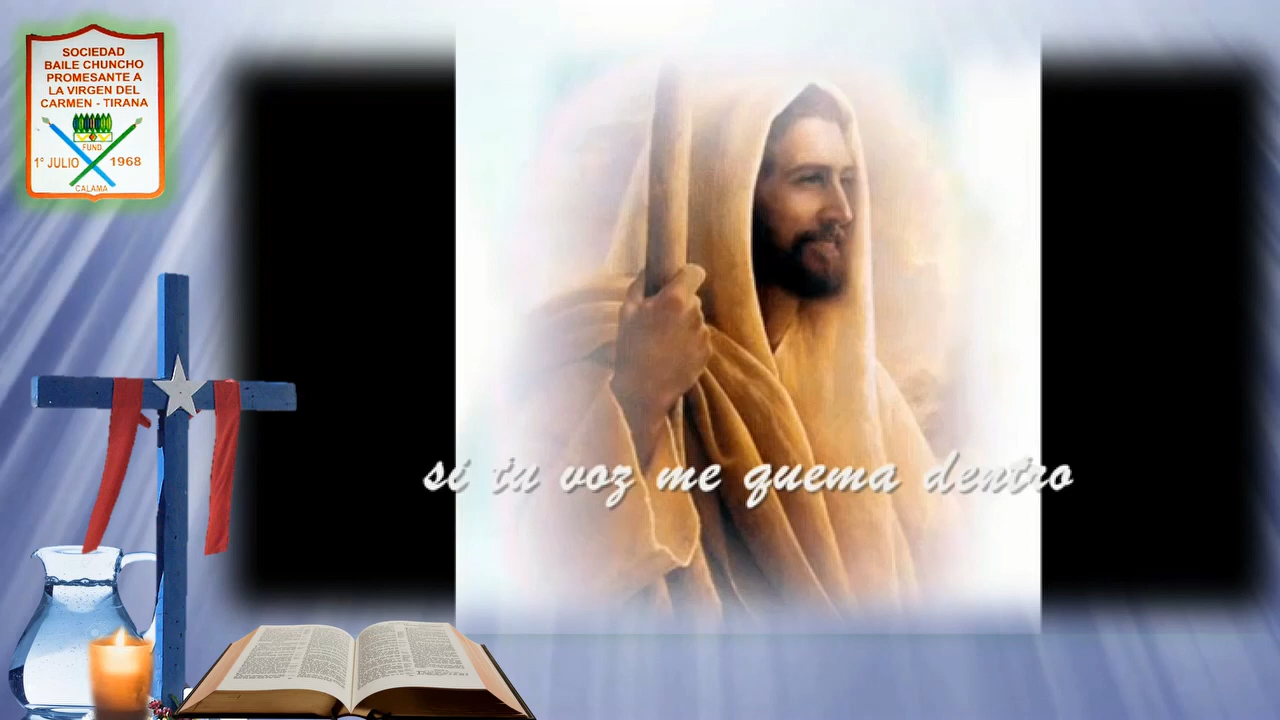 SOCIEDAD
BAILE CHUNCHO
PROMESANTE A
LA VIRGEN DEL
CARMEN - TIRANA
FUND
1° JULIO 1968
CALAMA
si tu voz me quema dentro